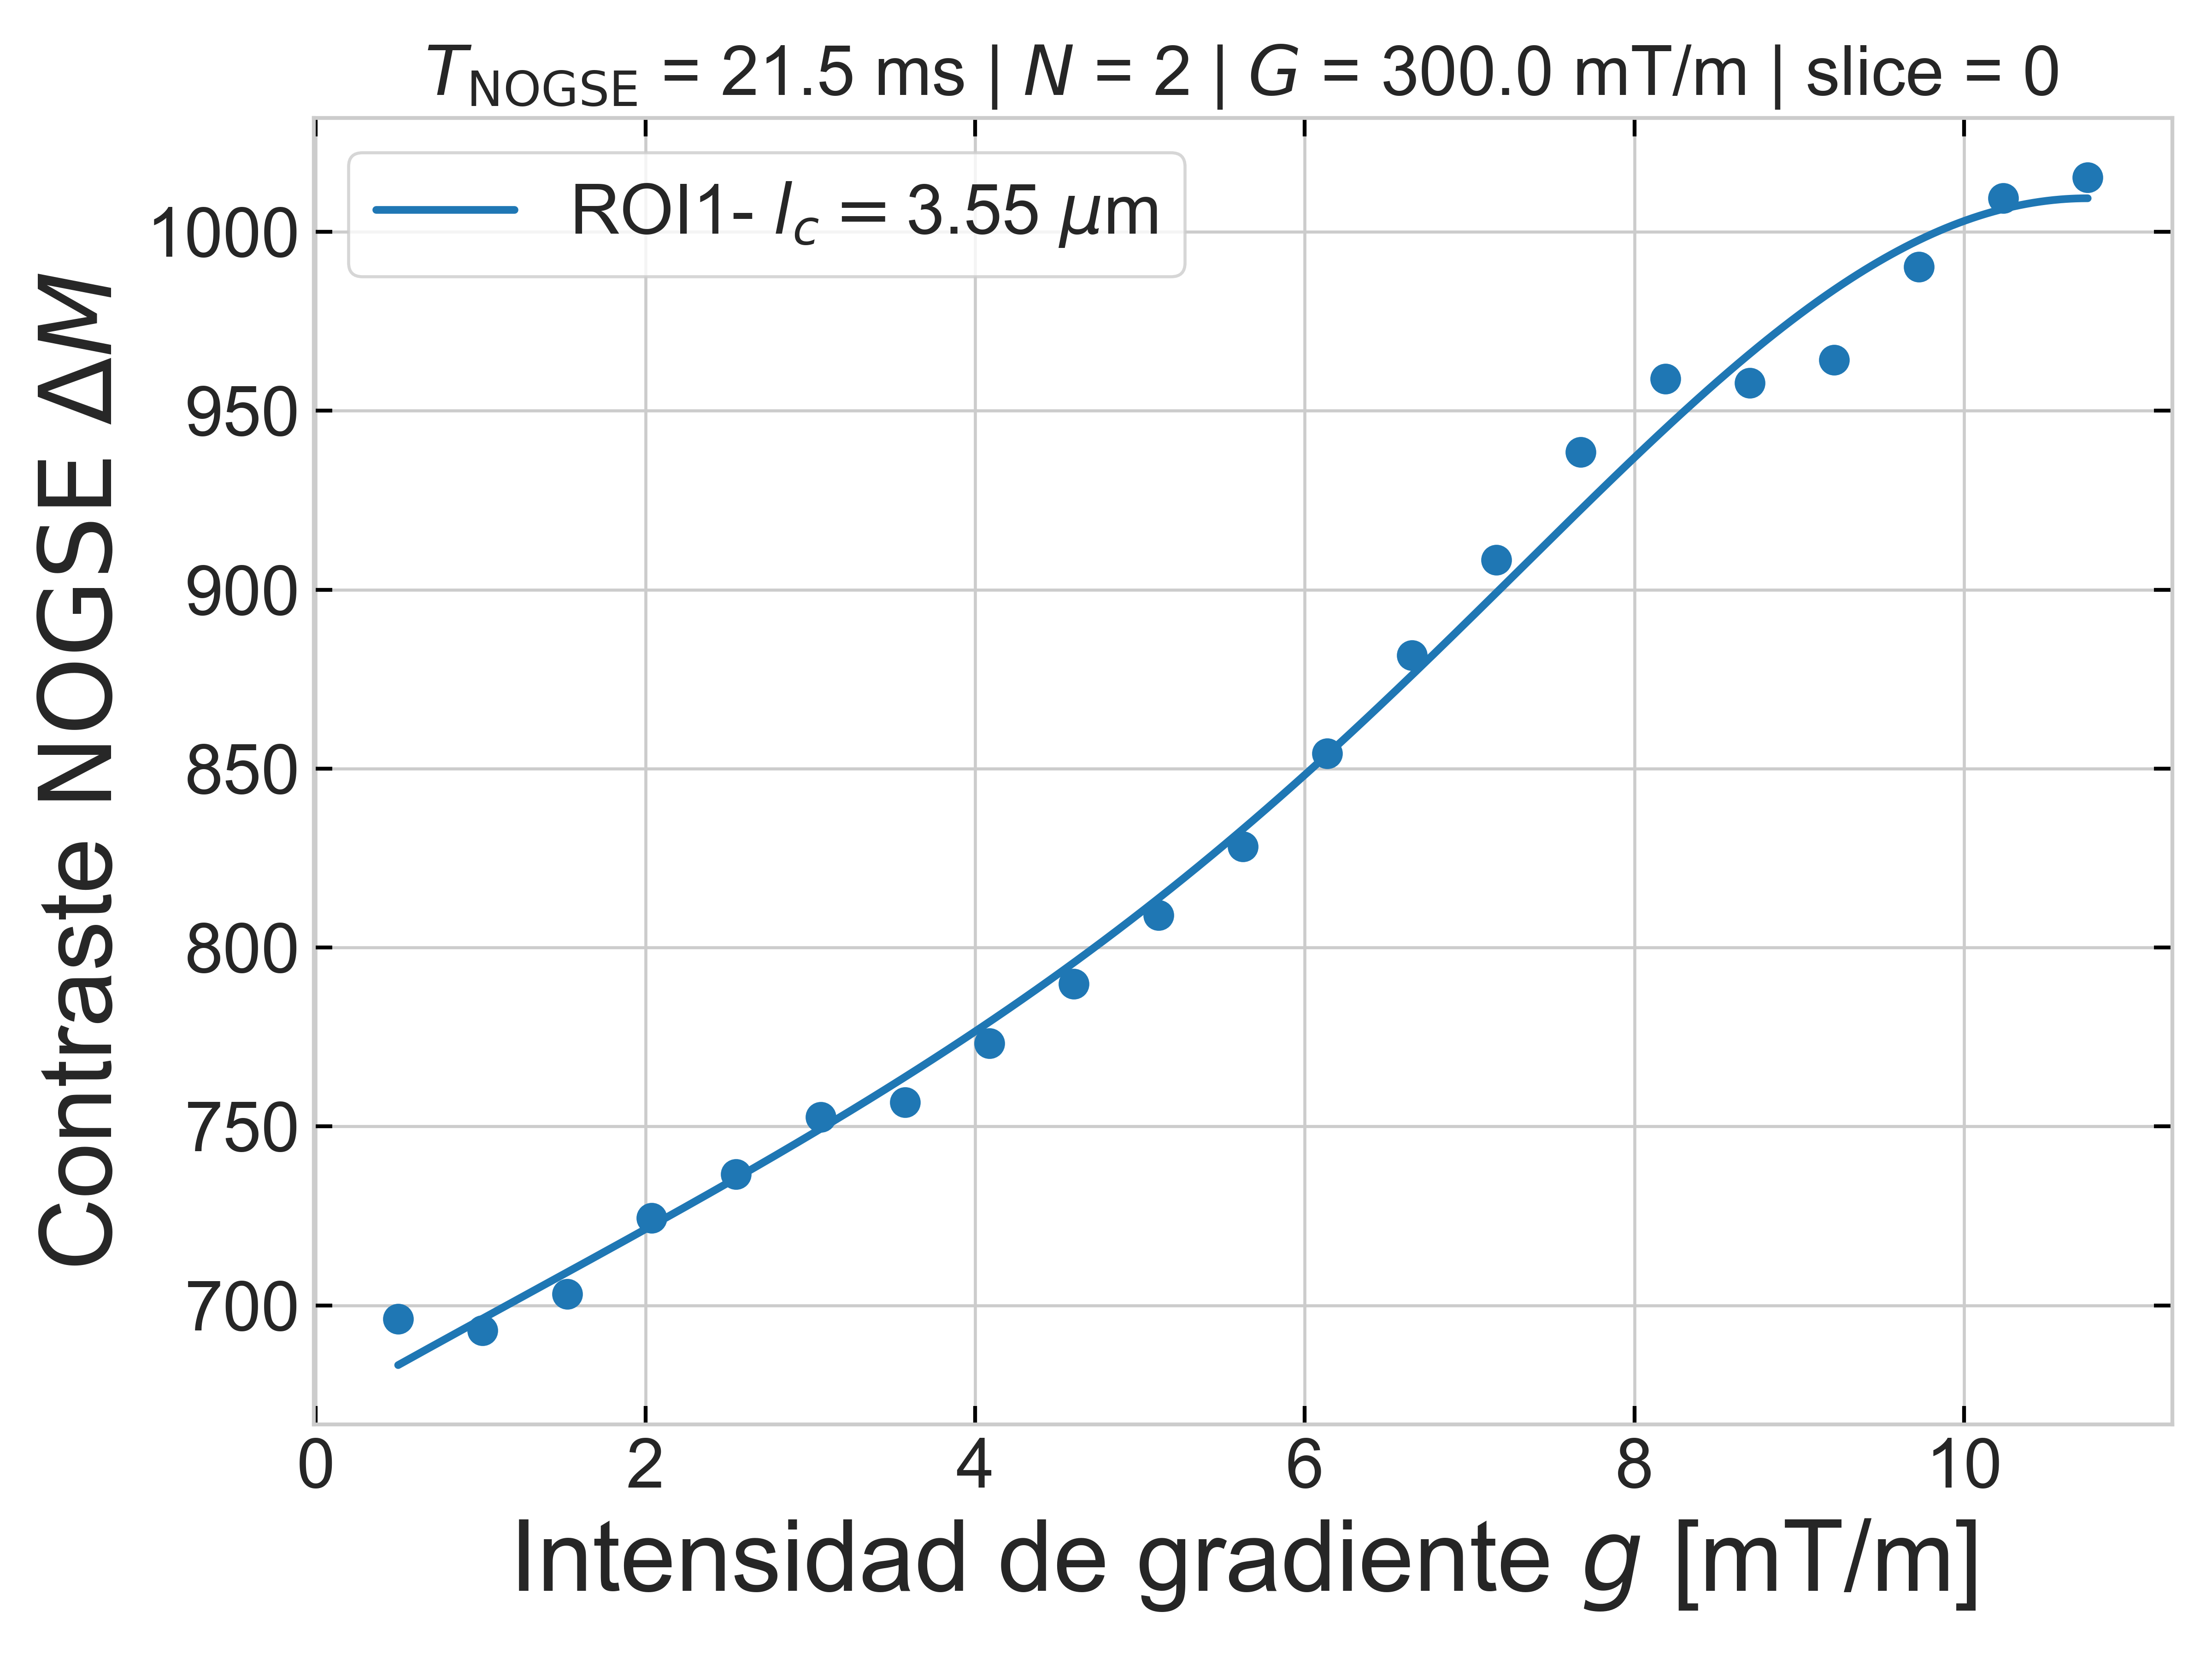 T_NOGSE = 21.5 ms | N = 2 | G = 300.0 mT/m | slice = 0
ROI1- l_c = 3.55 μm
Contraste NOGSE ΔM
1000
950
900
850
800
750
700
0 2 4 6 8 10
Intensidad de gradiente g [mT/m]